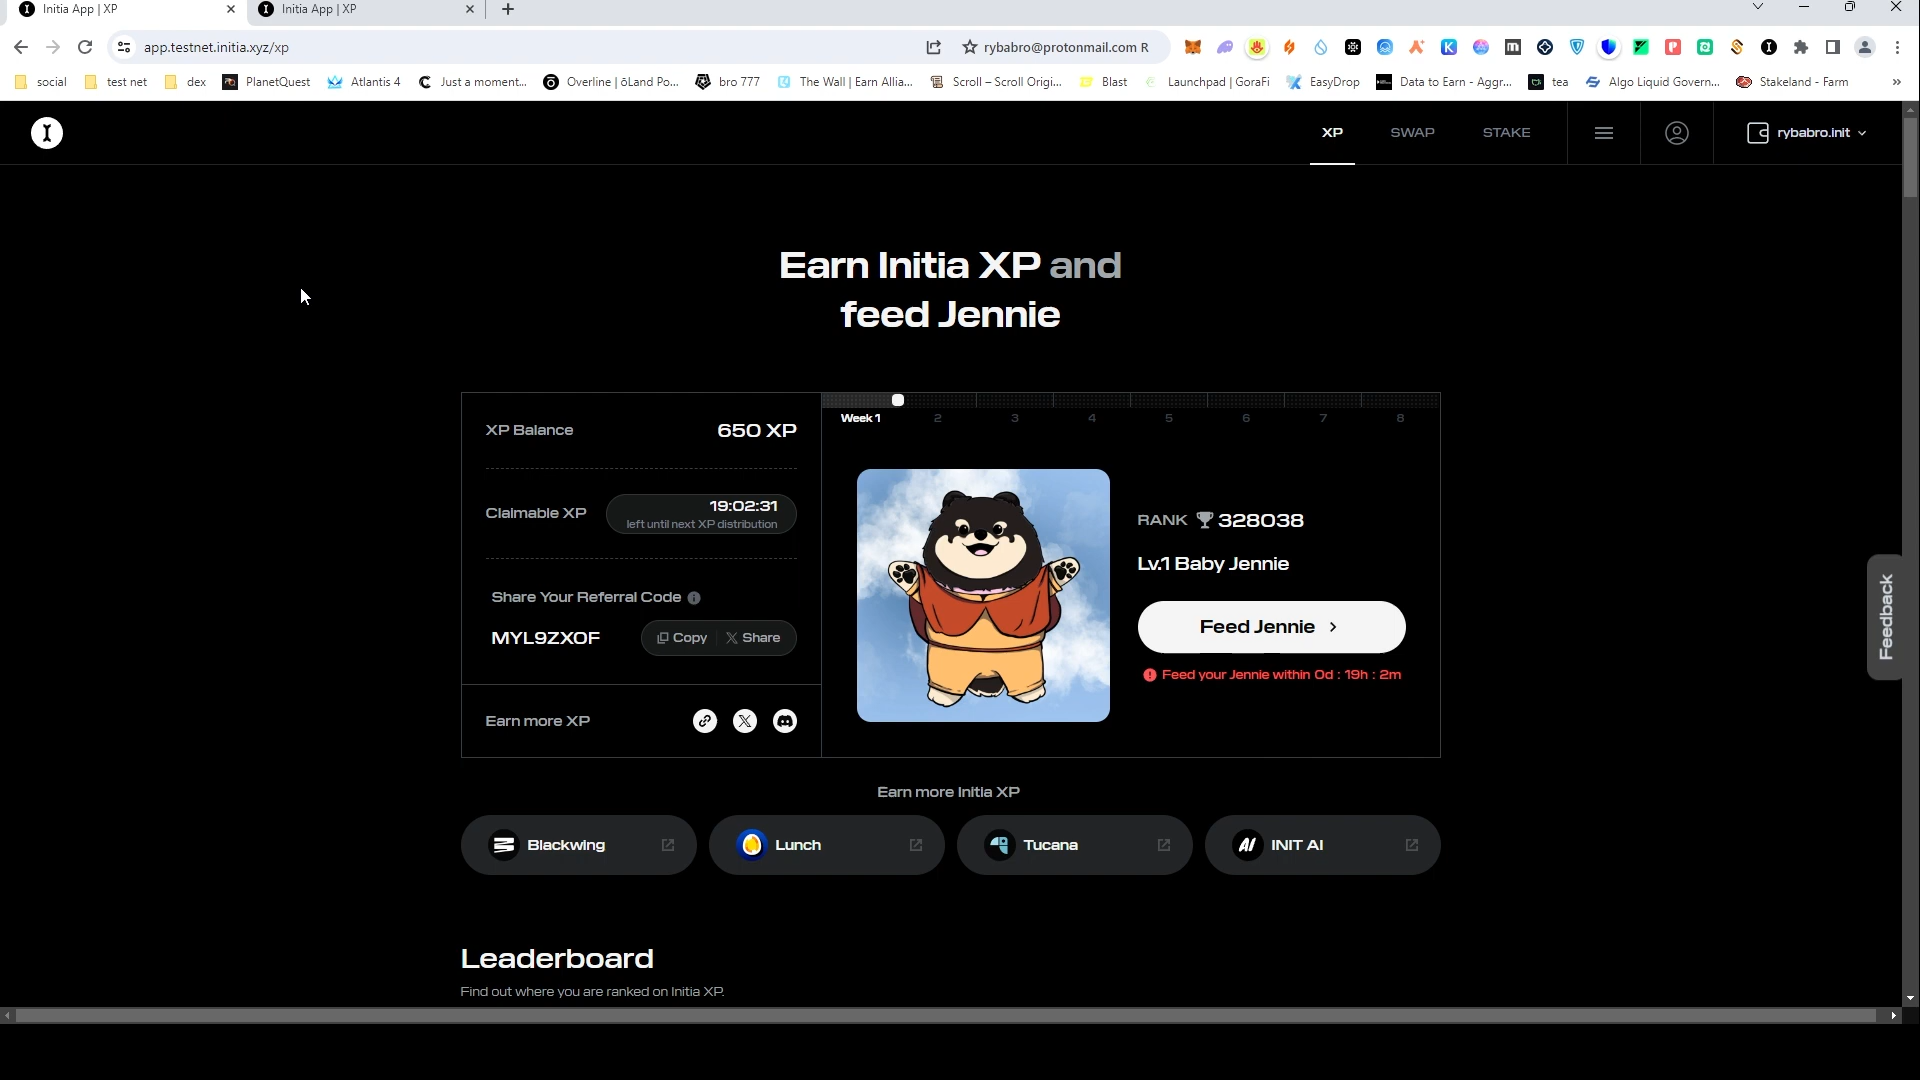 Initia App | XP
Initia App | XP
app.testnet.initia.xyz/xp
rybabro@protonmail.com R
social
test net
dex
PlanetQuest
Atlantis 4
Just a moment...
Overline | ōLand Po...
bro 777
The Wall | Earn Allia...
Scroll – Scroll Origi...
Blast
Launchpad | GoraFi
EasyDrop
Data to Earn - Aggr...
tea
Algo Liquid Govern...
Stakeland - Farm
XP
SWAP
STAKE
rybabro.init
Earn Initia XP and
feed Jennie
XP Balance
650 XP
Claimable XP
19:02:31
left until next XP distribution
Share Your Referral Code
MYL9ZXOF
Copy
Share
Earn more XP
Week 1
2
3
4
5
6
7
8
RANK 328038
Lv.1 Baby Jennie
Feed Jennie
Feed your Jennie within 0d : 19h : 2m
Feedback
Earn more Initia XP
Blackwing
Lunch
Tucana
INIT AI
Leaderboard
Find out where you are ranked on Initia XP.